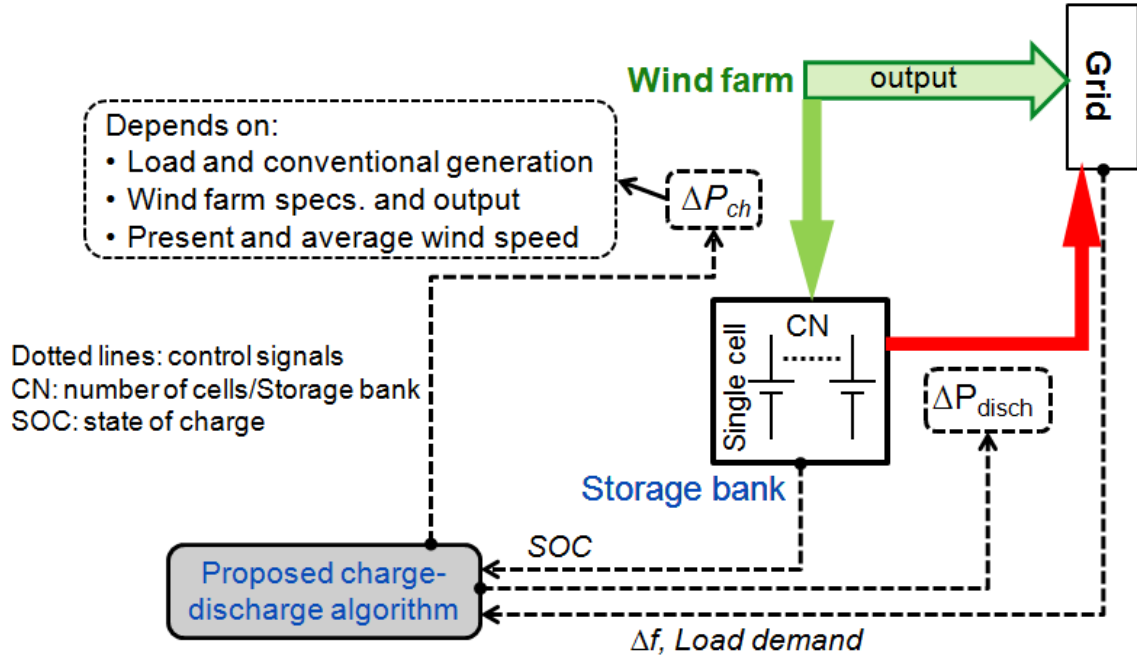 Wind farm
output
Grid
Depends on:
• Load and conventional generation
• Wind farm specs. and output
• Present and average wind speed
ΔP_ch
Dotted lines: control signals
CN: number of cells/Storage bank
SOC: state of charge
CN
Single cell
ΔP_disch
Storage bank
SOC
Proposed charge-
discharge algorithm
Δf, Load demand